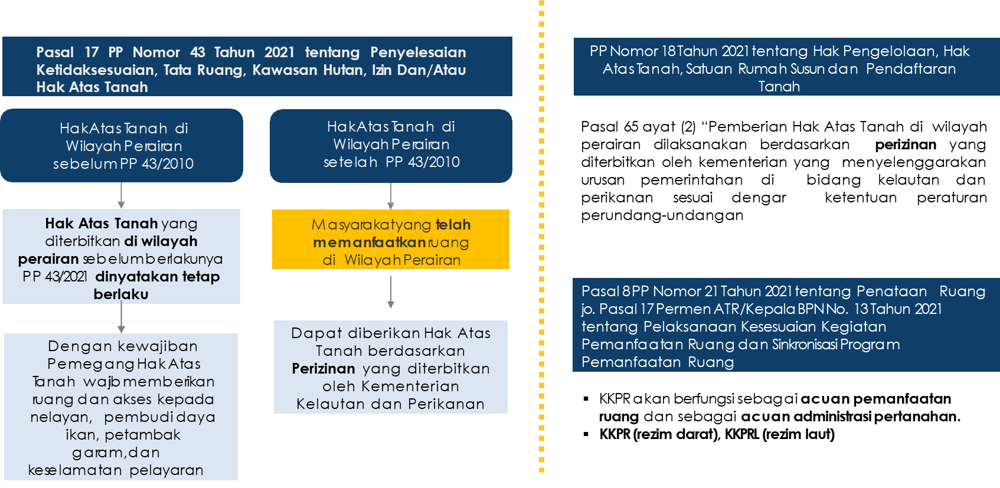 Pasal 17 PP Nomor 43 Tahun 2021 tentang Penyelesaian
Ketidaksesuaian, Tata Ruang, Kawasan Hutan, Izin Dan/Atau
Hak Atas Tanah
Hak Atas Tanah di
Wilayah Perairan
sebelum PP 43/2010
Hak Atas Tanah yang
diterbitkan di wilayah
perairan sebelum berlakunya
PP 43/2021 dinyatakan tetap
berlaku
Dengan kewajiban
Pemegang Hak Atas
Tanah wajib memberikan
ruang dan akses kepada
nelayan, pembudi daya
ikan, petambak
garam, dan
keselamatan pelayaran
Hak Atas Tanah di
Wilayah Perairan
setelah PP 43/2010
Masyarakat yang telah
memanfaatkan ruang
di Wilayah Perairan
Dapat diberikan Hak Atas
Tanah berdasarkan
Perizinan yang diterbitkan
oleh Kementerian
Kelautan dan Perikanan
PP Nomor 18 Tahun 2021 tentang Hak Pengelolaan, Hak
Atas Tanah, Satuan Rumah Susun dan Pendaftaran
Tanah
Pasal 65 ayat (2) “Pemberian Hak Atas Tanah di wilayah
perairan dilaksanakan berdasarkan perizinan yang
diterbitkan oleh kementerian yang menyelenggarakan
urusan pemerintahan di bidang kelautan dan
perikanan sesuai dengar ketentuan peraturan
perundang-undangan
Pasal 8 PP Nomor 21 Tahun 2021 tentang Penataan Ruang
jo. Pasal 17 Permen ATR/Kepala BPN No. 13 Tahun 2021
tentang Pelaksanaan Kesesuaian Kegiatan
Pemanfaatan Ruang dan Sinkronisasi Program
Pemanfaatan Ruang
▪ KKPR akan berfungsi sebagai acuan pemanfaatan
ruang dan sebagai acuan administrasi pertanahan.
▪ KKPR (rezim darat), KKPRL (rezim laut)